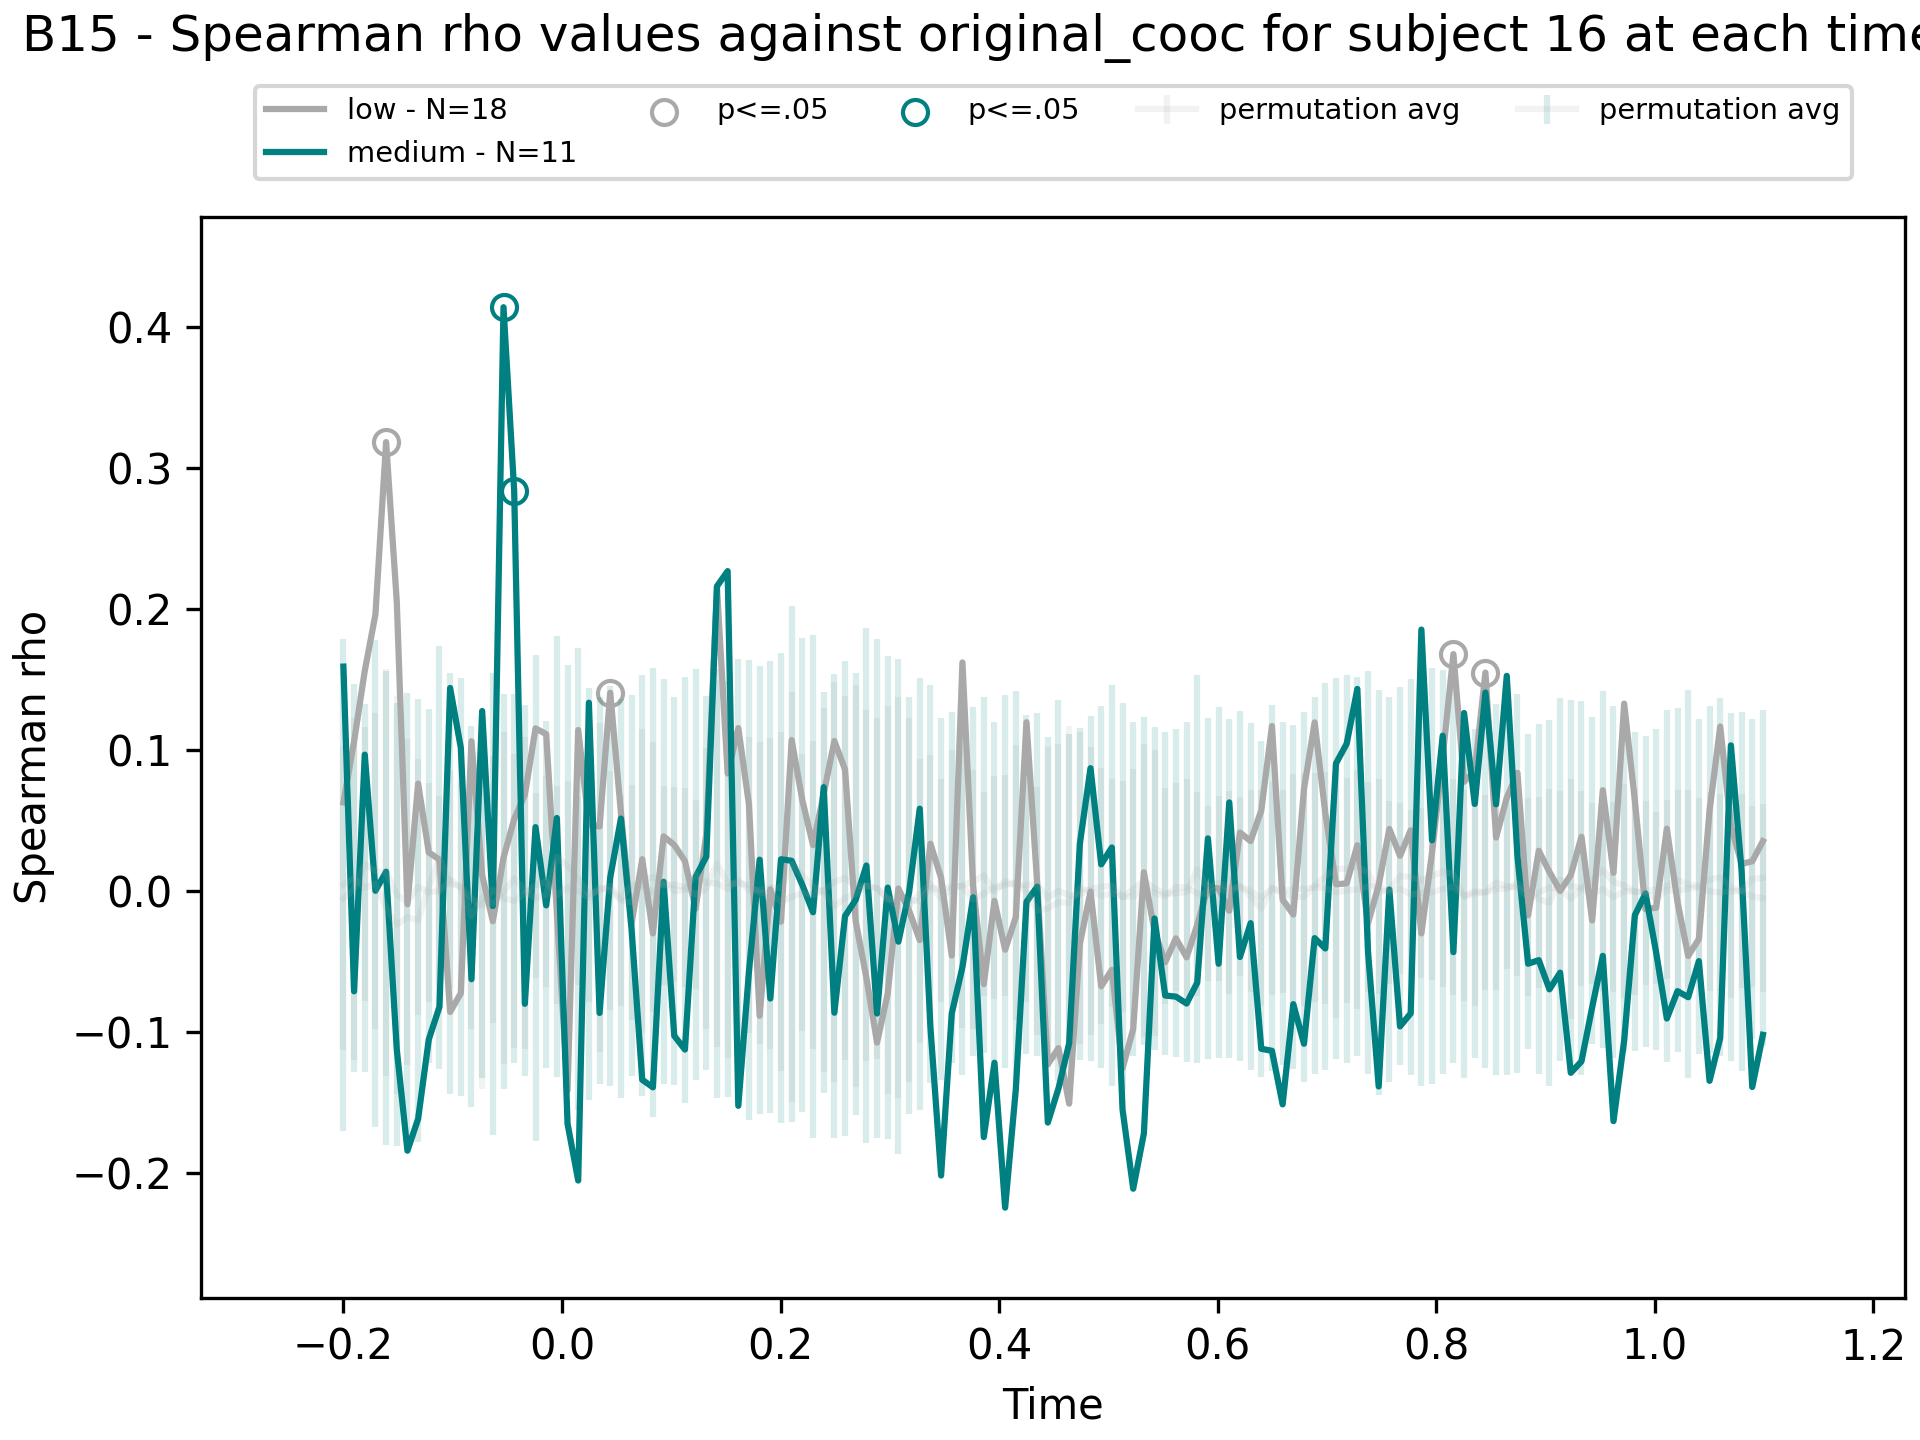 B15 - Spearman rho values against original_cooc for subject 16 at each time
low - N=18
medium - N=11
p<=.05
p<=.05
permutation avg
permutation avg
Spearman rho
0.4
0.3
0.2
0.1
0.0
−0.1
−0.2
−0.2 0.0 0.2 0.4 0.6 0.8 1.0 1.2
Time